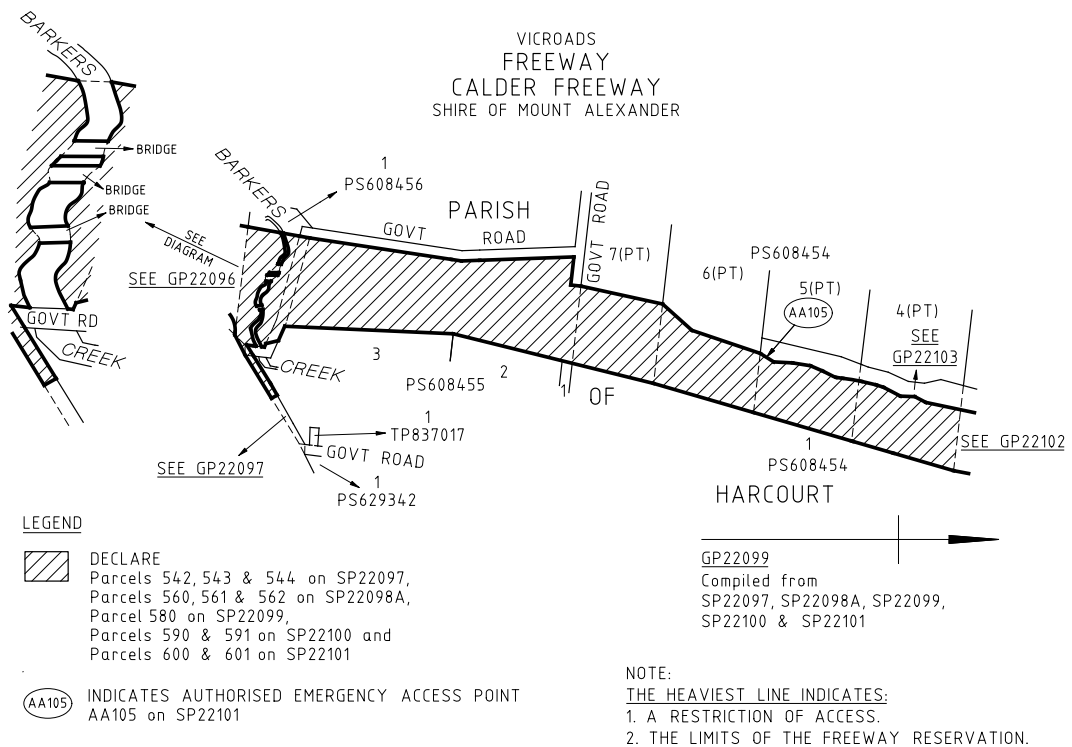 VICROADS
FREEWAY
CALDER FREEWAY
SHIRE OF MOUNT ALEXANDER
BARKERS
BRIDGE
BRIDGE
BRIDGE
SEE
DIAGRAM
SEE GP22096
GOVT RD
CREEK
BARKERS
1
PS608456
GOVT
ROAD
PARISH
GOVT ROAD
7(PT)
6(PT)
PS608454
5(PT)
AA105
4(PT)
SEE
GP22103
3
PS608455
2
1
OF
CREEK
1
TP837017
GOVT ROAD
SEE GP22097
1
PS629342
1
PS608454
SEE GP22102
HARCOURT
LEGEND
DECLARE
Parcels 542, 543 & 544 on SP22097,
Parcels 560, 561 & 562 on SP22098A,
Parcel 580 on SP22099,
Parcels 590 & 591 on SP22100 and
Parcels 600 & 601 on SP22101
AA105
INDICATES AUTHORISED EMERGENCY ACCESS POINT
AA105 on SP22101
GP22099
Compiled from
SP22097, SP22098A, SP22099,
SP22100 & SP22101
NOTE:
THE HEAVIEST LINE INDICATES:
1. A RESTRICTION OF ACCESS.
2. THE LIMITS OF THE FREEWAY RESERVATION.